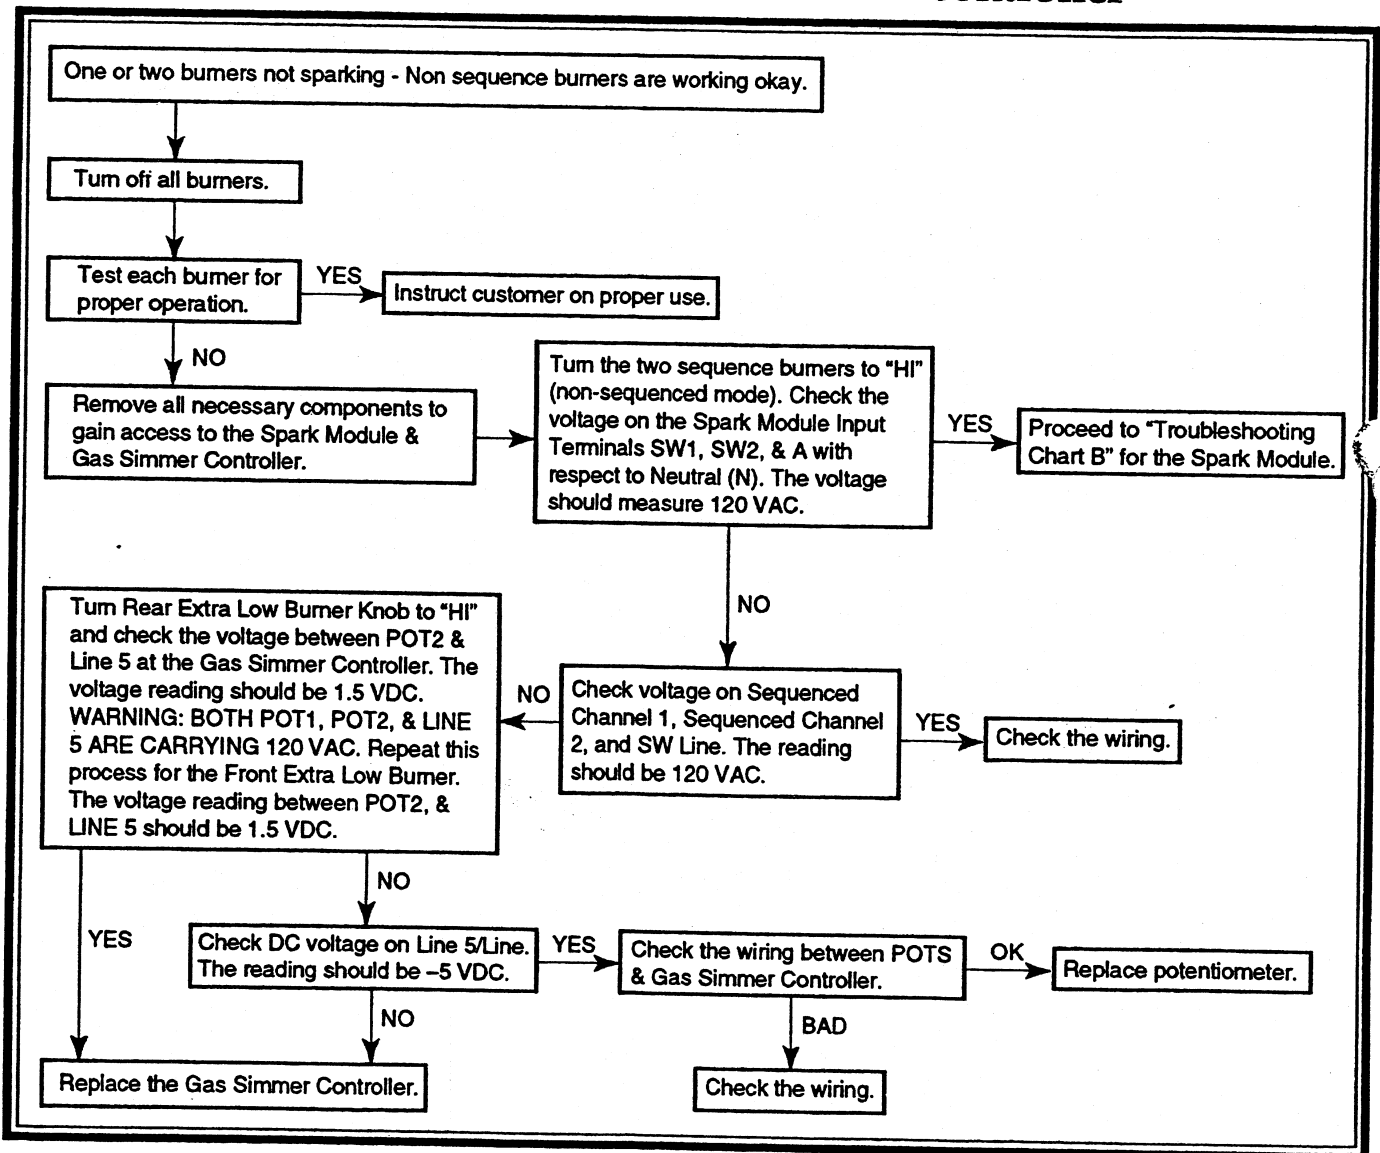 One or two burners not sparking - Non sequence burners are working okay.
Turn off all burners.
Test each burner for
proper operation.
YES
Instruct customer on proper use.
NO
Remove all necessary components to
gain access to the Spark Module &
Gas Simmer Controller.
Turn the two sequence burners to "HI"
(non-sequenced mode). Check the
voltage on the Spark Module Input
Terminals SW1, SW2, & A with
respect to Neutral (N). The voltage
should measure 120 VAC.
YES
Proceed to "Troubleshooting
Chart B" for the Spark Module.
NO
Turn Rear Extra Low Burner Knob to "HI"
and check the voltage between POT2 &
Line 5 at the Gas Simmer Controller. The
voltage reading should be 1.5 VDC.
WARNING: BOTH POT1, POT2, & LINE
5 ARE CARRYING 120 VAC. Repeat this
process for the Front Extra Low Burner.
The voltage reading between POT2, &
LINE 5 should be 1.5 VDC.
NO
Check voltage on Sequenced
Channel 1, Sequenced Channel
2, and SW Line. The reading
should be 120 VAC.
YES
Check the wiring.
NO
YES
Check DC voltage on Line 5/Line.
The reading should be –5 VDC.
YES
Check the wiring between POTS
& Gas Simmer Controller.
OK
Replace potentiometer.
NO
BAD
Replace the Gas Simmer Controller.
Check the wiring.